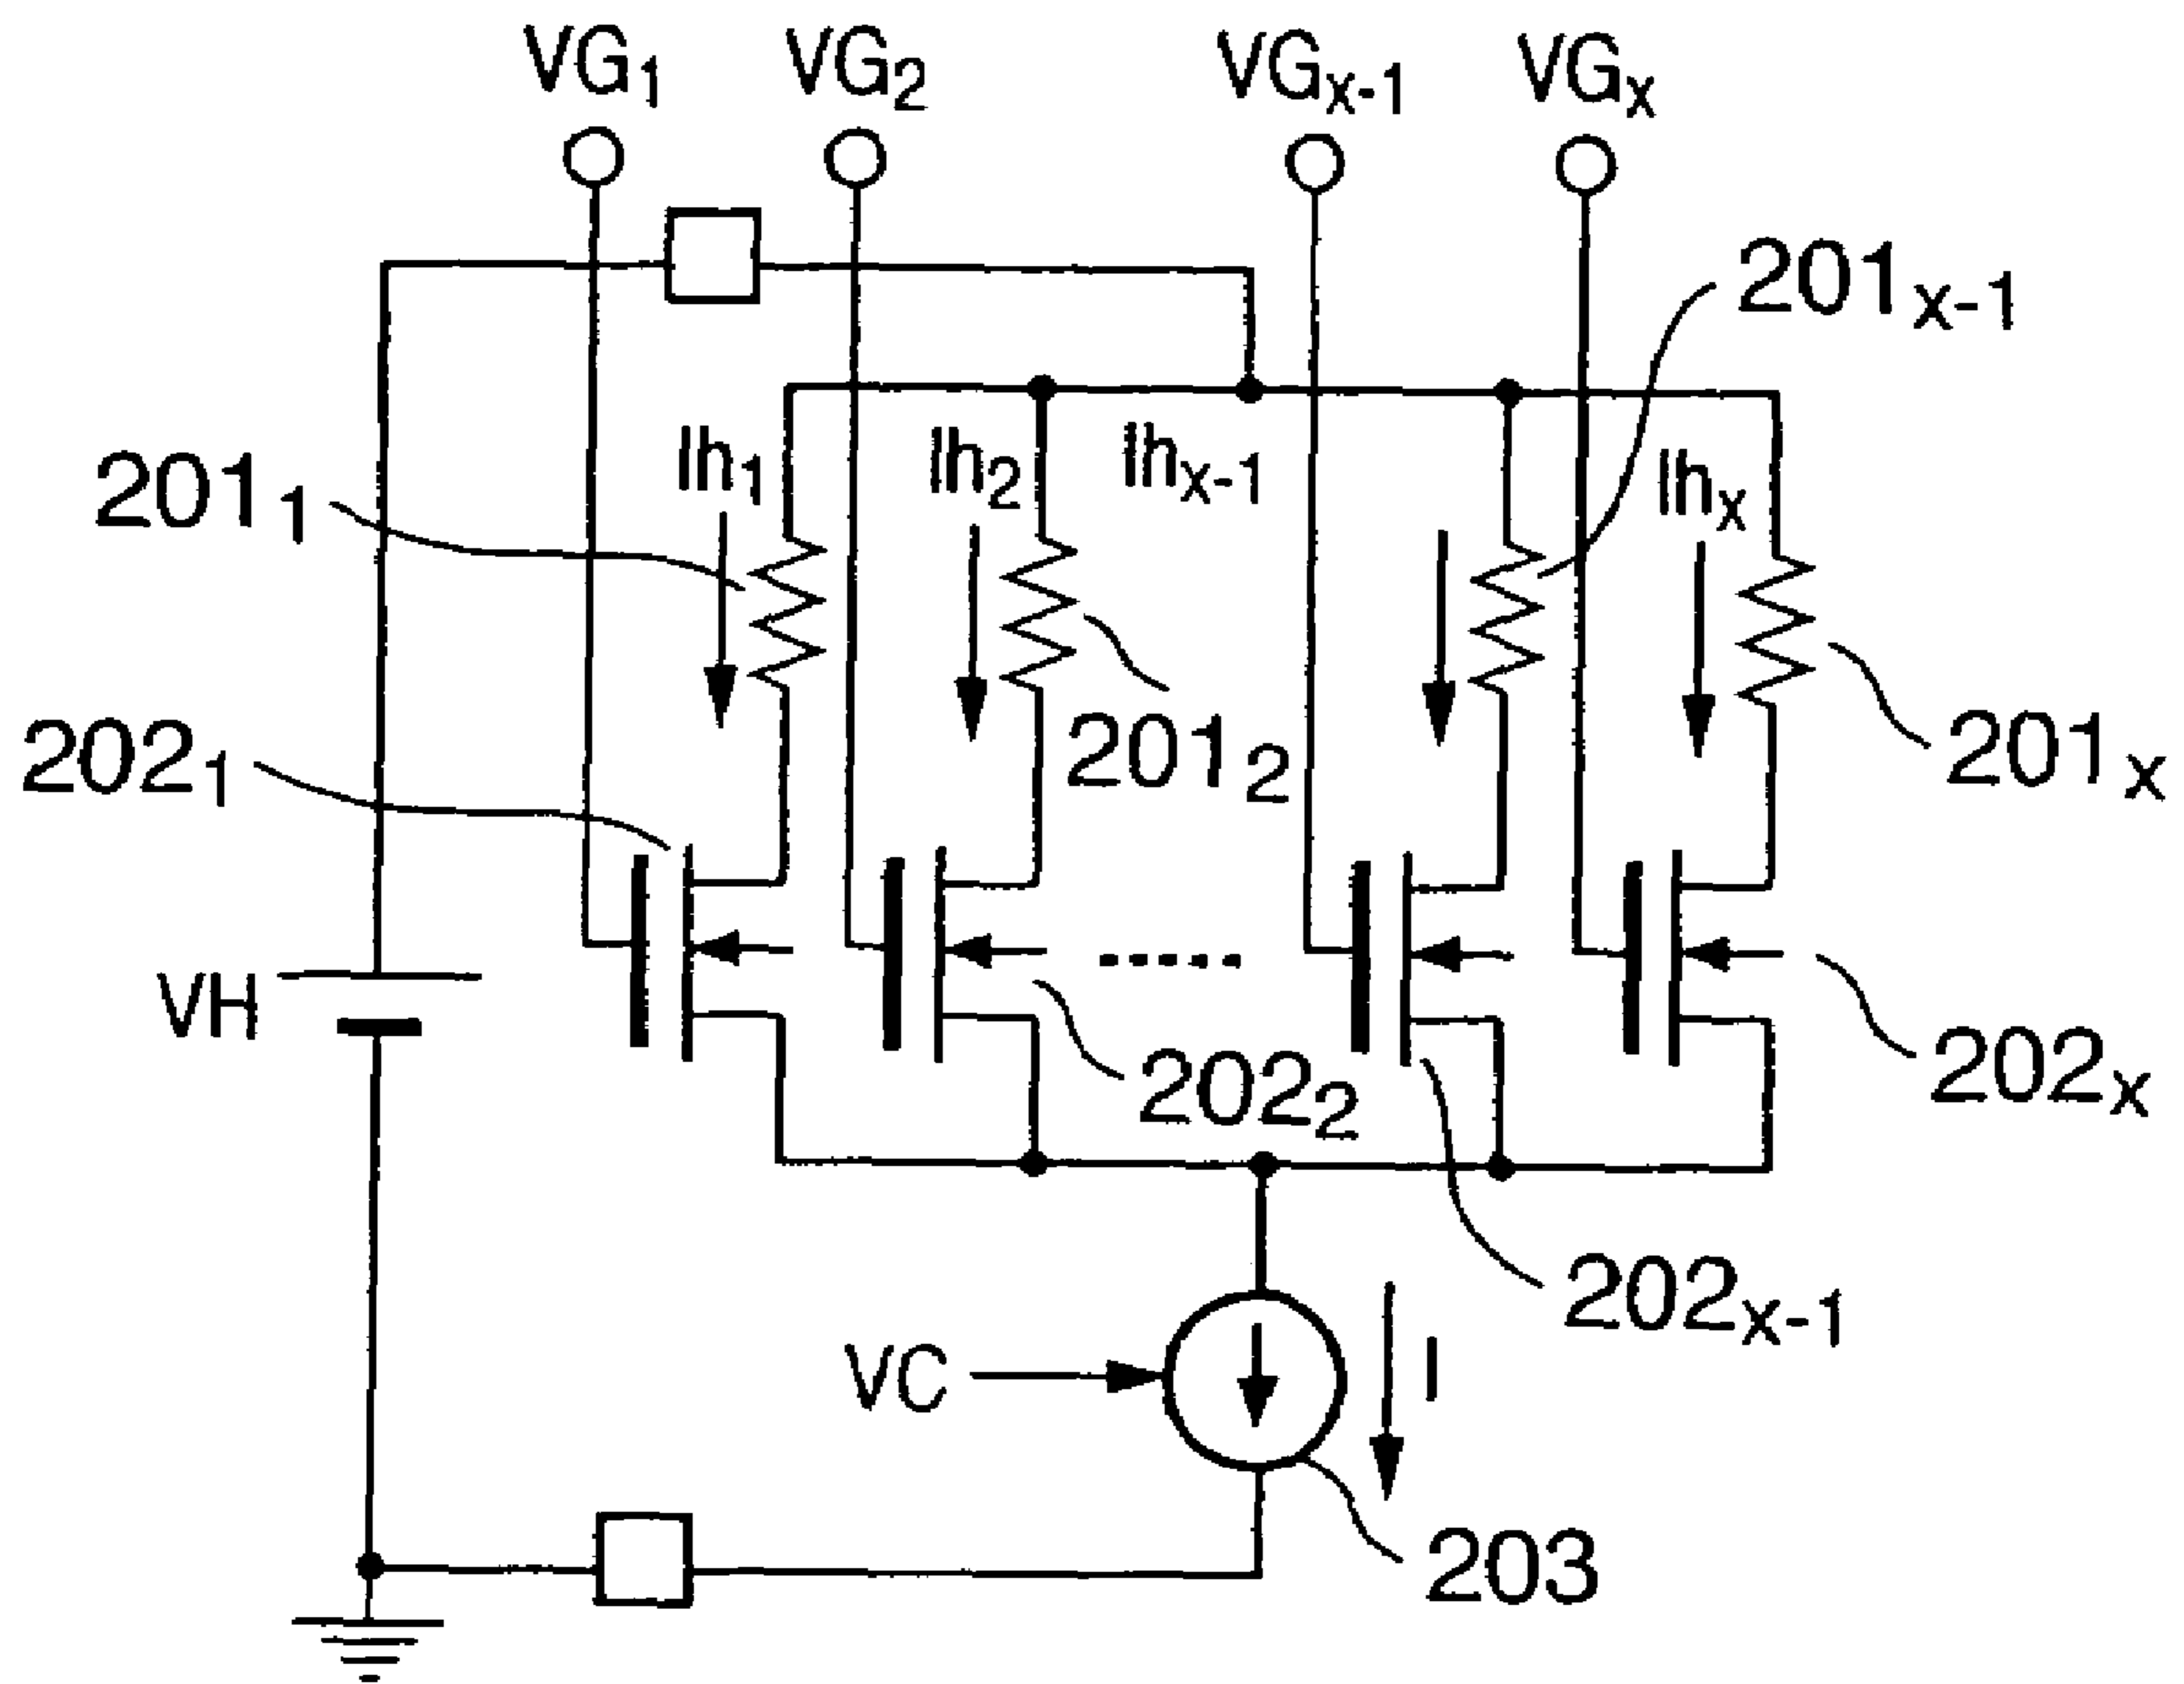 VG1 VG2 VGx-1 VGx
201x-1
Ih1 Ih2 Ihx-1 Ihx
2011
2012 201x
2021
VH
2022 202x
202x-1
VC I
203